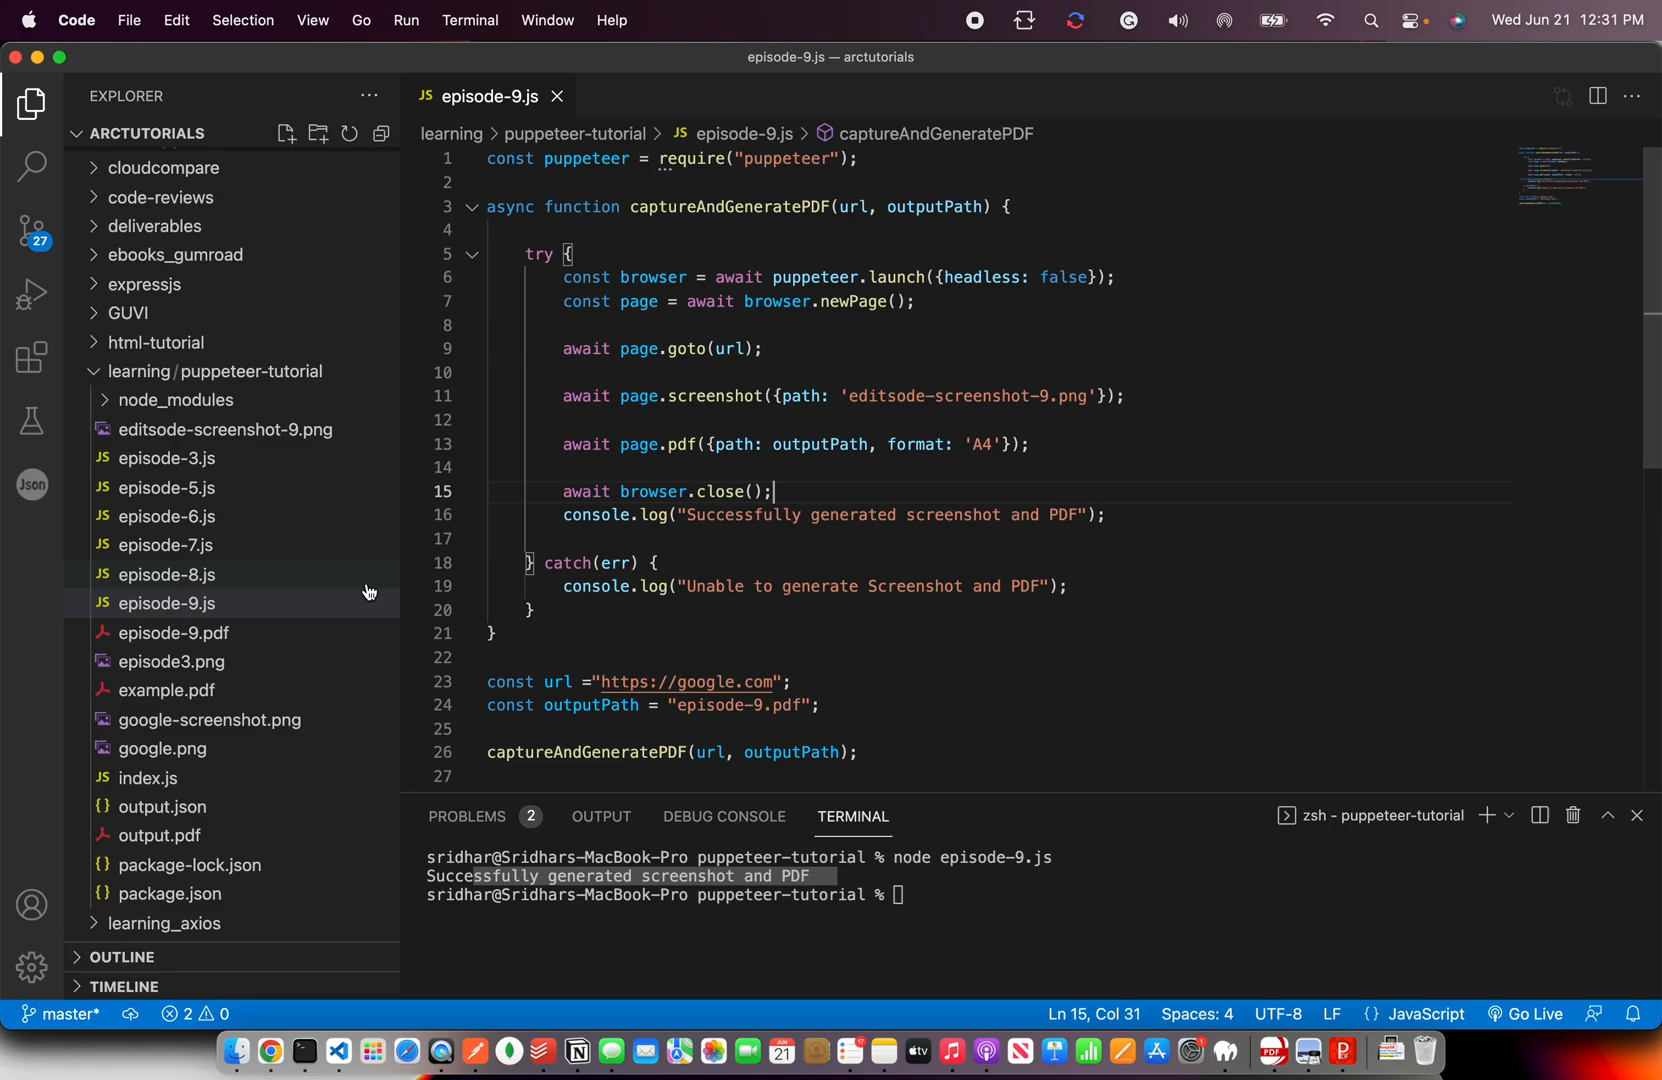 Code File Edit Selection View Go Run Terminal Window Help Wed Jun 21 12:31 PM
episode-9.js — arctutorials
EXPLORER
ARCTUTORIALS
cloudcompare
code-reviews
27
deliverables
ebooks_gumroad
expressjs
GUVI
html-tutorial
learning/puppeteer-tutorial
node_modules
editsode-screenshot-9.png
JS episode-3.js
Json
JS episode-5.js
JS episode-6.js
JS episode-7.js
JS episode-8.js
JS episode-9.js
episode-9.pdf
episode3.png
example.pdf
google-screenshot.png
google.png
JS index.js
{} output.json
output.pdf
{} package-lock.json
{} package.json
learning_axios
OUTLINE
TIMELINE
JS episode-9.js
learning > puppeteer-tutorial > JS episode-9.js > captureAndGeneratePDF
1 const puppeteer = require("puppeteer");
2
3 async function captureAndGeneratePDF(url, outputPath) {
4
5 try {
6 const browser = await puppeteer.launch({headless: false});
7 const page = await browser.newPage();
8
9 await page.goto(url);
10
11 await page.screenshot({path: 'editsode-screenshot-9.png'});
12
13 await page.pdf({path: outputPath, format: 'A4'});
14
15 await browser.close();
16 console.log("Successfully generated screenshot and PDF");
17
18 } catch(err) {
19 console.log("Unable to generate Screenshot and PDF");
20 }
21 }
22
23 const url ="https://google.com";
24 const outputPath = "episode-9.pdf";
25
26 captureAndGeneratePDF(url, outputPath);
27
PROBLEMS 2 OUTPUT DEBUG CONSOLE TERMINAL zsh - puppeteer-tutorial
sridhar@Sridhars-MacBook-Pro puppeteer-tutorial % node episode-9.js
Successfully generated screenshot and PDF
sridhar@Sridhars-MacBook-Pro puppeteer-tutorial %
master* 2 0 Ln 15, Col 31 Spaces: 4 UTF-8 LF {} JavaScript Go Live